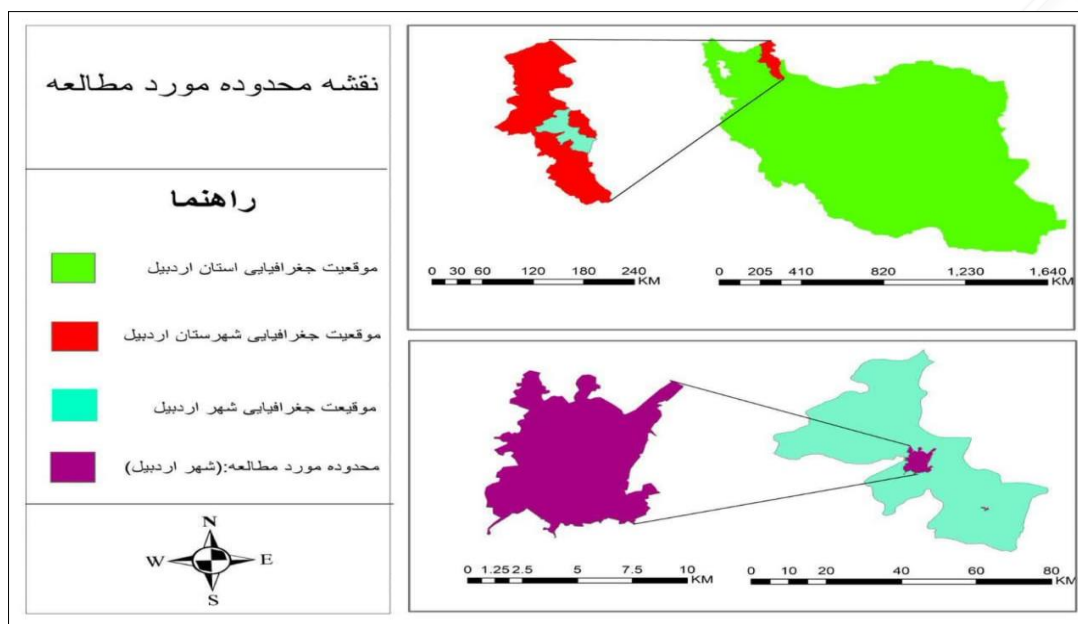 نقشه محدوده مورد مطالعه
راهنما
موقعیت جغرافیایی استان اردبیل
موقعیت جغرافیایی شهرستان اردبیل
موقیعت جغرافیایی شهر اردبیل
محدوده مورد مطالعه:(شهر اردبیل)
N
W E
S
0 30 60 120 180 240
KM
0 205 410 820 1,230 1,640
KM
0 1.25 2.5 5 7.5 10
KM
0 10 20 40 60 80
KM